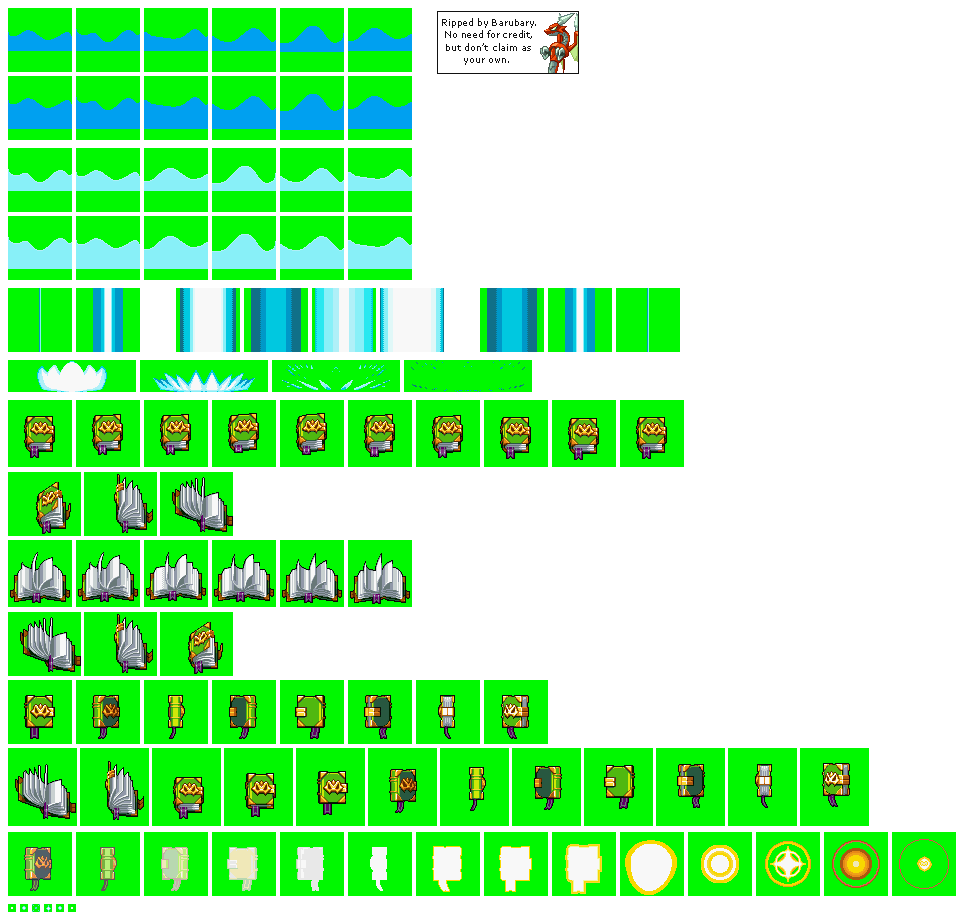 Ripped by Barubary.
No need for credit,
but don't claim as
your own.